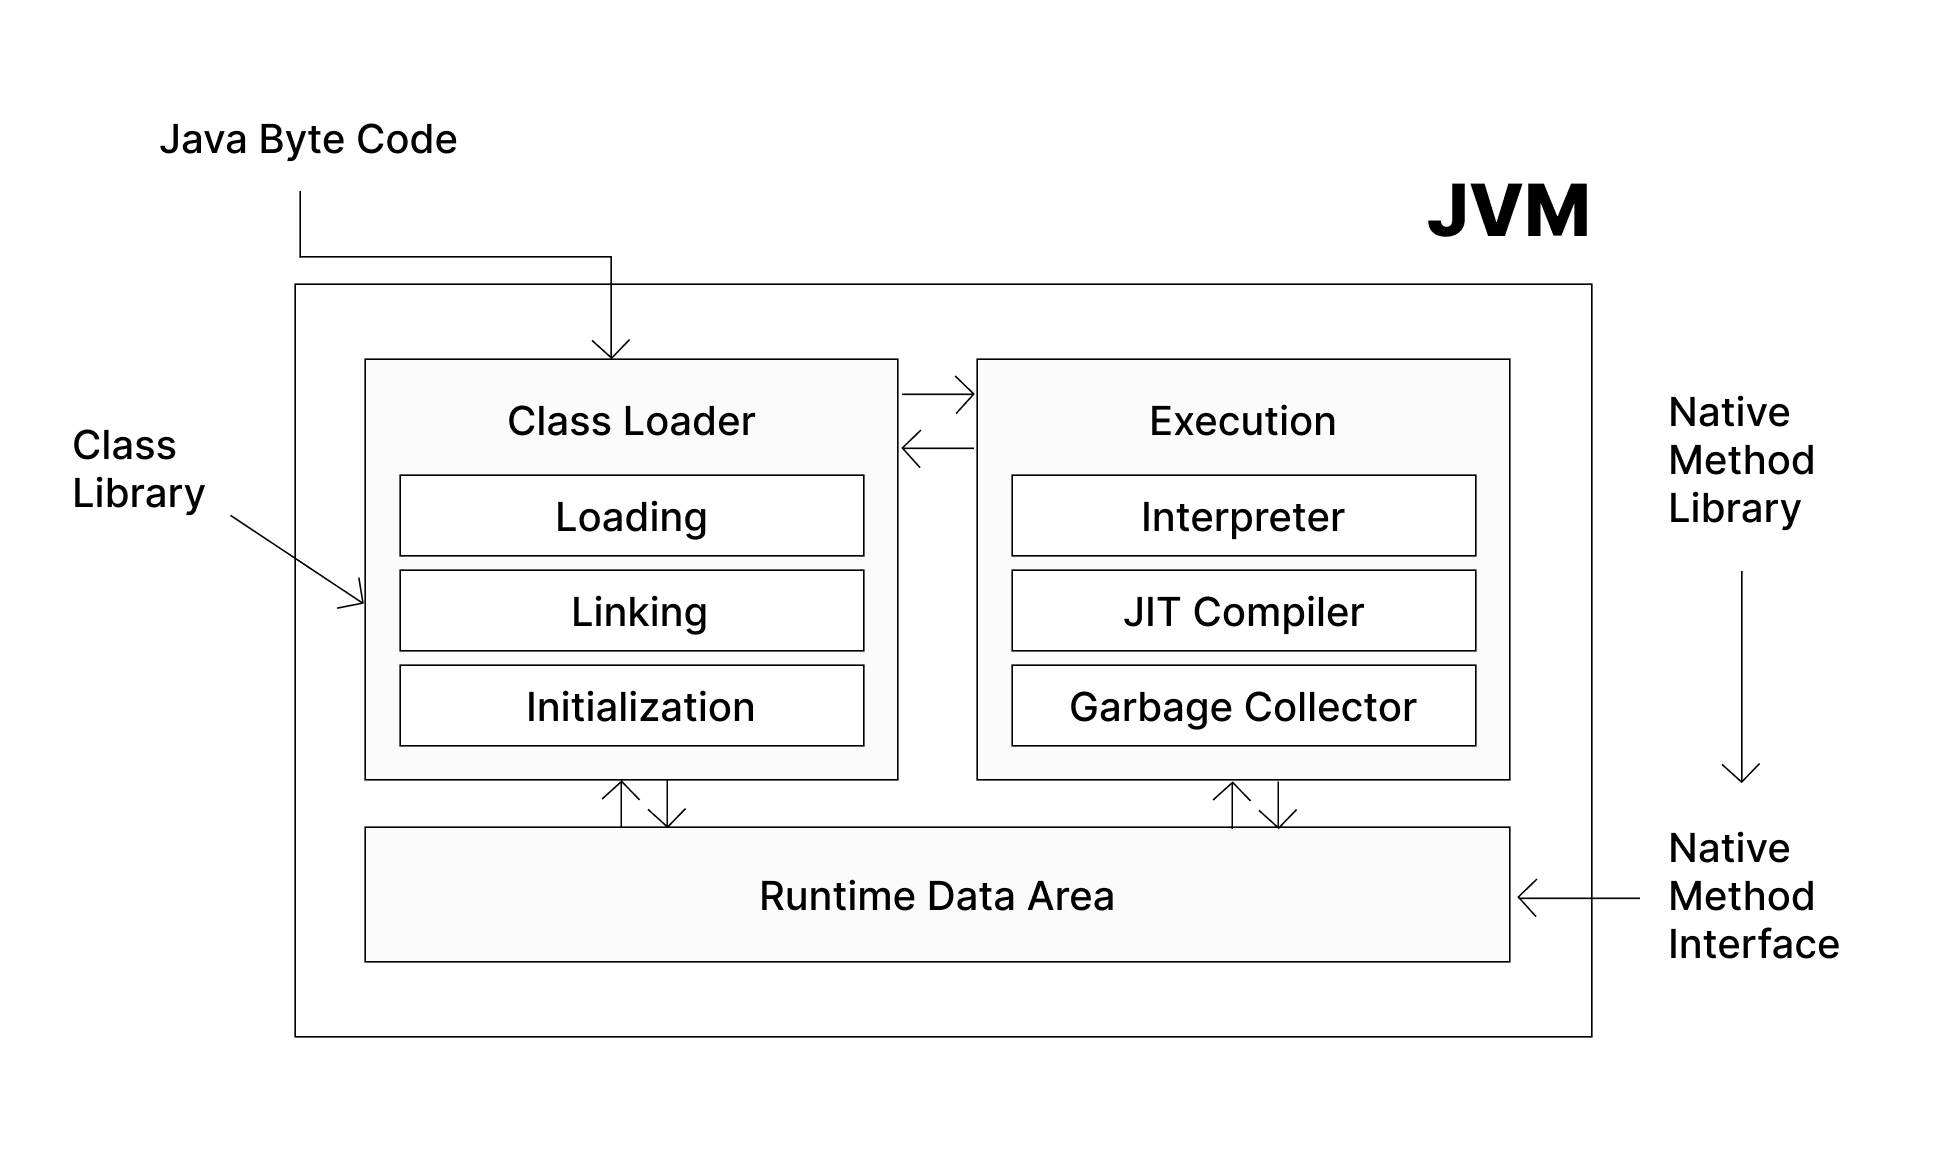 Java Byte Code
JVM
Class
Library
Class Loader
Loading
Linking
Initialization
Execution
Interpreter
JIT Compiler
Garbage Collector
Runtime Data Area
Native
Method
Library
Native
Method
Interface